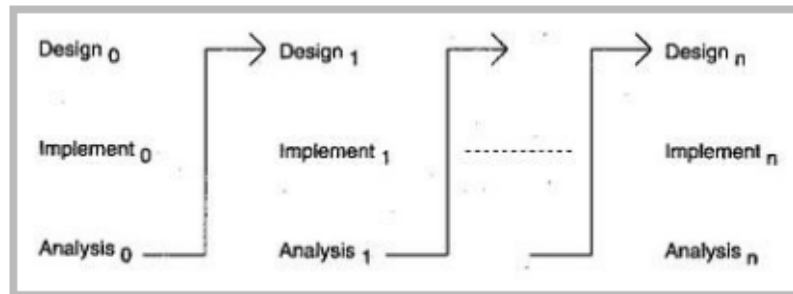 Design 0 Design 1 Design n
Implement 0 Implement 1 Implement n
Analysis 0 Analysis 1 Analysis n